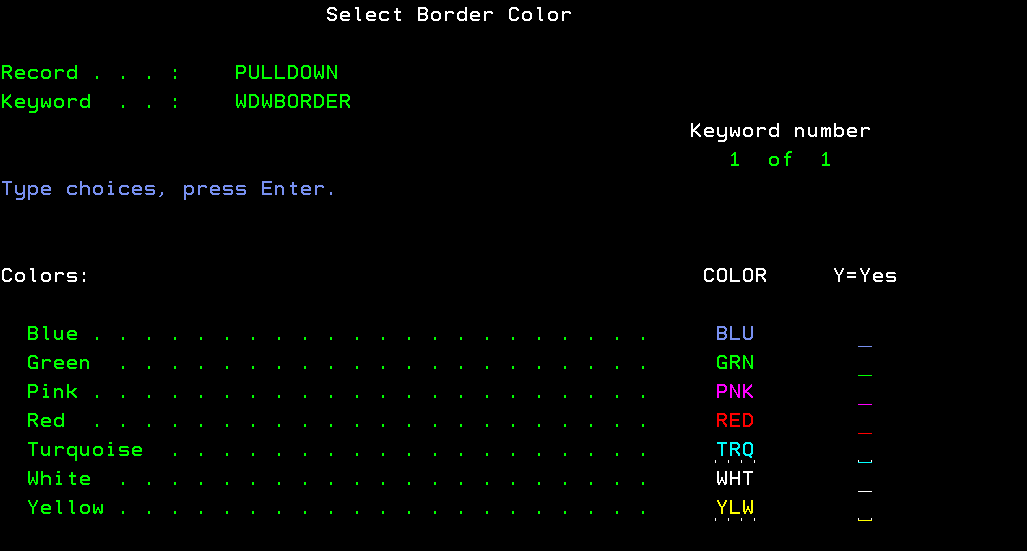 Select Border Color
Record . . . :    PULLDOWN
Keyword  . . :    WDWBORDER
Keyword number
1  of  1
Type choices, press Enter.
Colors:    COLOR    Y=Yes
Blue . . . . . . . . . . . . . . . . . . . . . .    BLU    _
Green  . . . . . . . . . . . . . . . . . . . . .    GRN    _
Pink . . . . . . . . . . . . . . . . . . . . . .    PNK    _
Red  . . . . . . . . . . . . . . . . . . . . . .    RED    _
Turquoise  . . . . . . . . . . . . . . . . . . .    TRQ    _
White  . . . . . . . . . . . . . . . . . . . . .    WHT    _
Yellow . . . . . . . . . . . . . . . . . . . . .    YLW    _